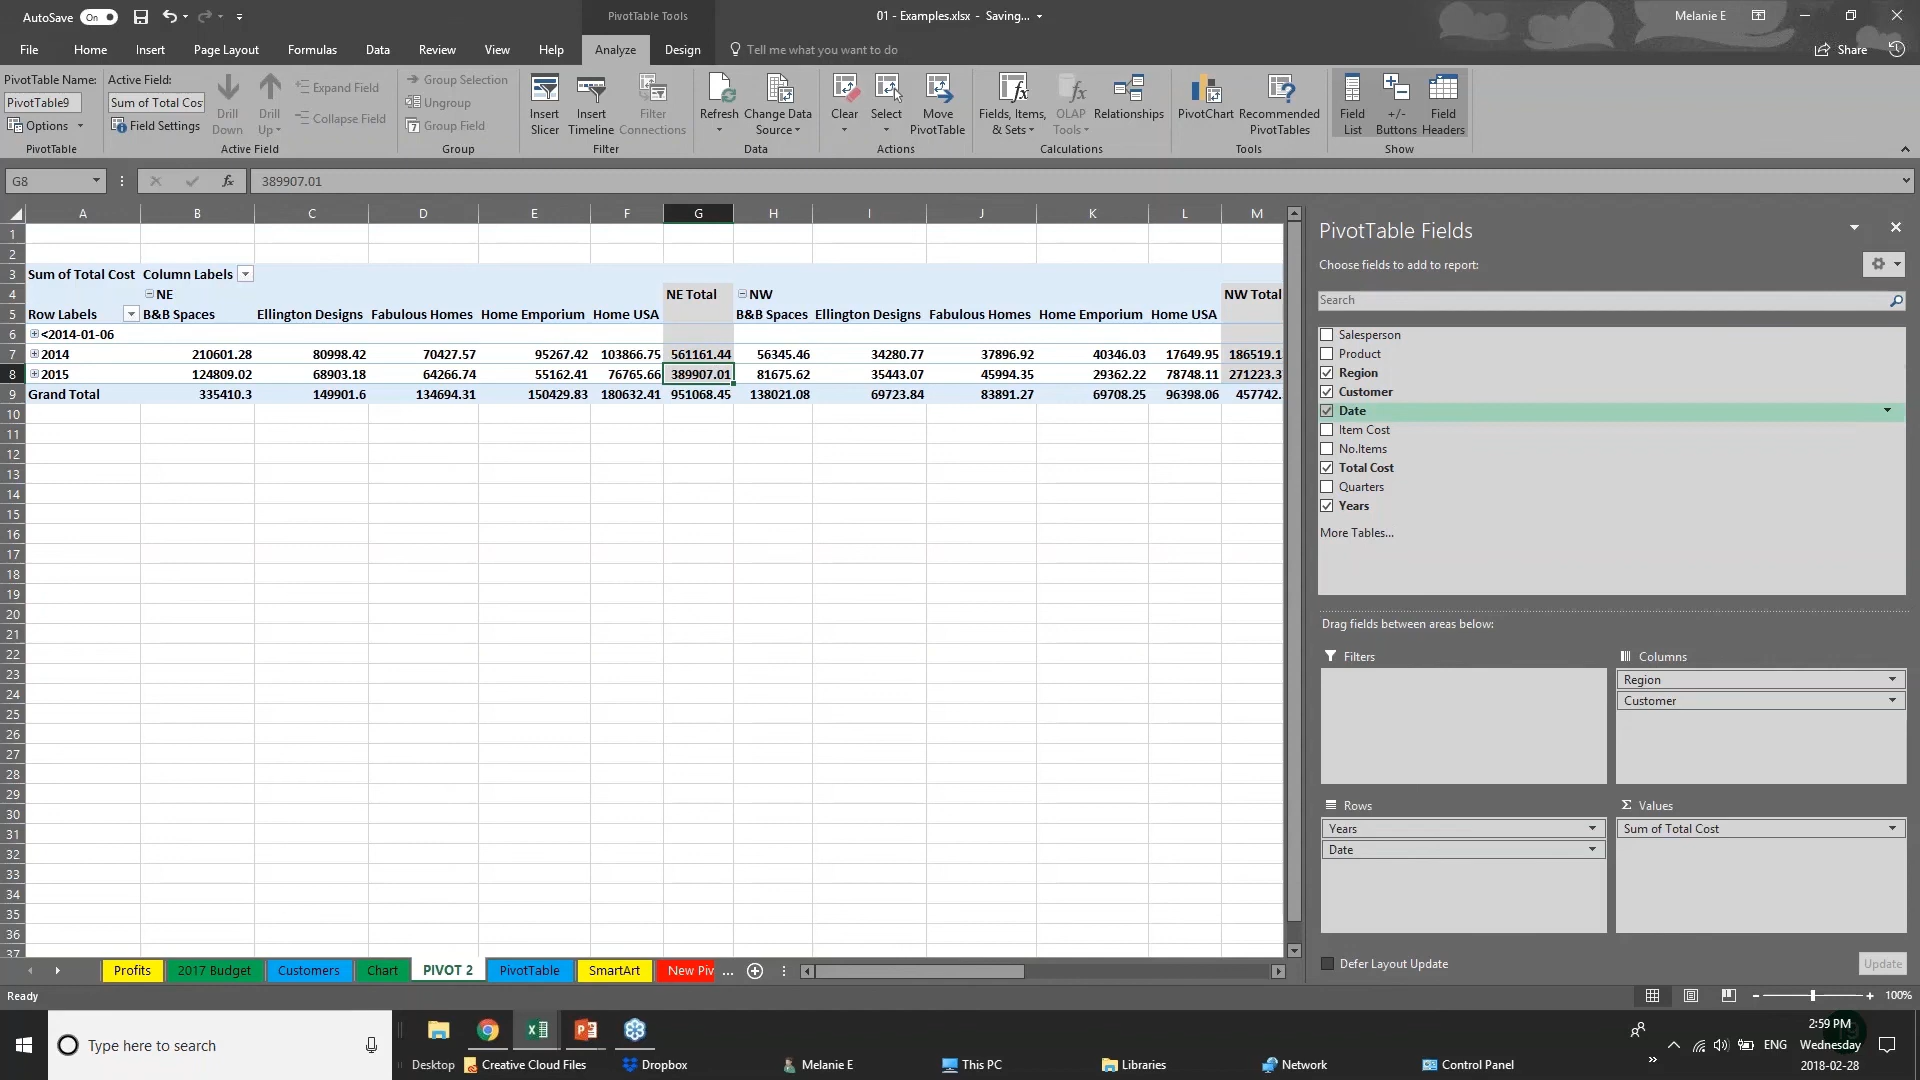 AutoSave On PivotTable Tools 01 - Examples.xlsx - Saving... Melanie E
File Home Insert Page Layout Formulas Data Review View Help Analyze Design Tell me what you want to do Share
PivotTable Name: PivotTable9 Options PivotTable
Active Field: Sum of Total Cos Field Settings Drill Down Drill Up Expand Field Collapse Field Active Field
Group Selection Ungroup Group Field Group
Insert Slicer Insert Timeline Filter Connections Filter
Refresh Change Data Source Data
Clear Select Move PivotTable Actions
Fields, Items, & Sets OLAP Tools Relationships Calculations
PivotChart Recommended PivotTables Tools
Field List +/- Buttons Field Headers Show
G8 fx 389907.01
A B C D E F G H I J K L M
1
2
3 Sum of Total Cost Column Labels
4 NE NE Total NW NW Total
5 Row Labels B&B Spaces Ellington Designs Fabulous Homes Home Emporium Home USA B&B Spaces Ellington Designs Fabulous Homes Home Emporium Home USA
6 <2014-01-06
7 2014 210601.28 80998.42 70427.57 95267.42 103866.75 561161.44 56345.46 34280.77 37896.92 40346.03 17649.95 186519.1
8 2015 124809.02 68903.18 64266.74 55162.41 76765.66 389907.01 81675.62 35443.07 45994.35 29362.22 78748.11 271223.3
9 Grand Total 335410.3 149901.6 134694.31 150429.83 180632.41 951068.45 138021.08 69723.84 83891.27 69708.25 96398.06 457742.
10
11
12
13
14
15
16
17
18
19
20
21
22
23
24
25
26
27
28
29
30
31
32
33
34
35
36
37
PivotTable Fields
Choose fields to add to report:
Search
Salesperson
Product
Region
Customer
Date
Item Cost
No.Items
Total Cost
Quarters
Years
More Tables...
Drag fields between areas below:
Filters Columns
Region
Customer
Rows Values
Years Sum of Total Cost
Date
Defer Layout Update Update
Profits 2017 Budget Customers Chart PIVOT 2 PivotTable SmartArt New Piv ...
Ready 100%
Type here to search
Desktop Creative Cloud Files Dropbox Melanie E This PC Libraries Network Control Panel
ENG
2:59 PM
Wednesday
2018-02-28